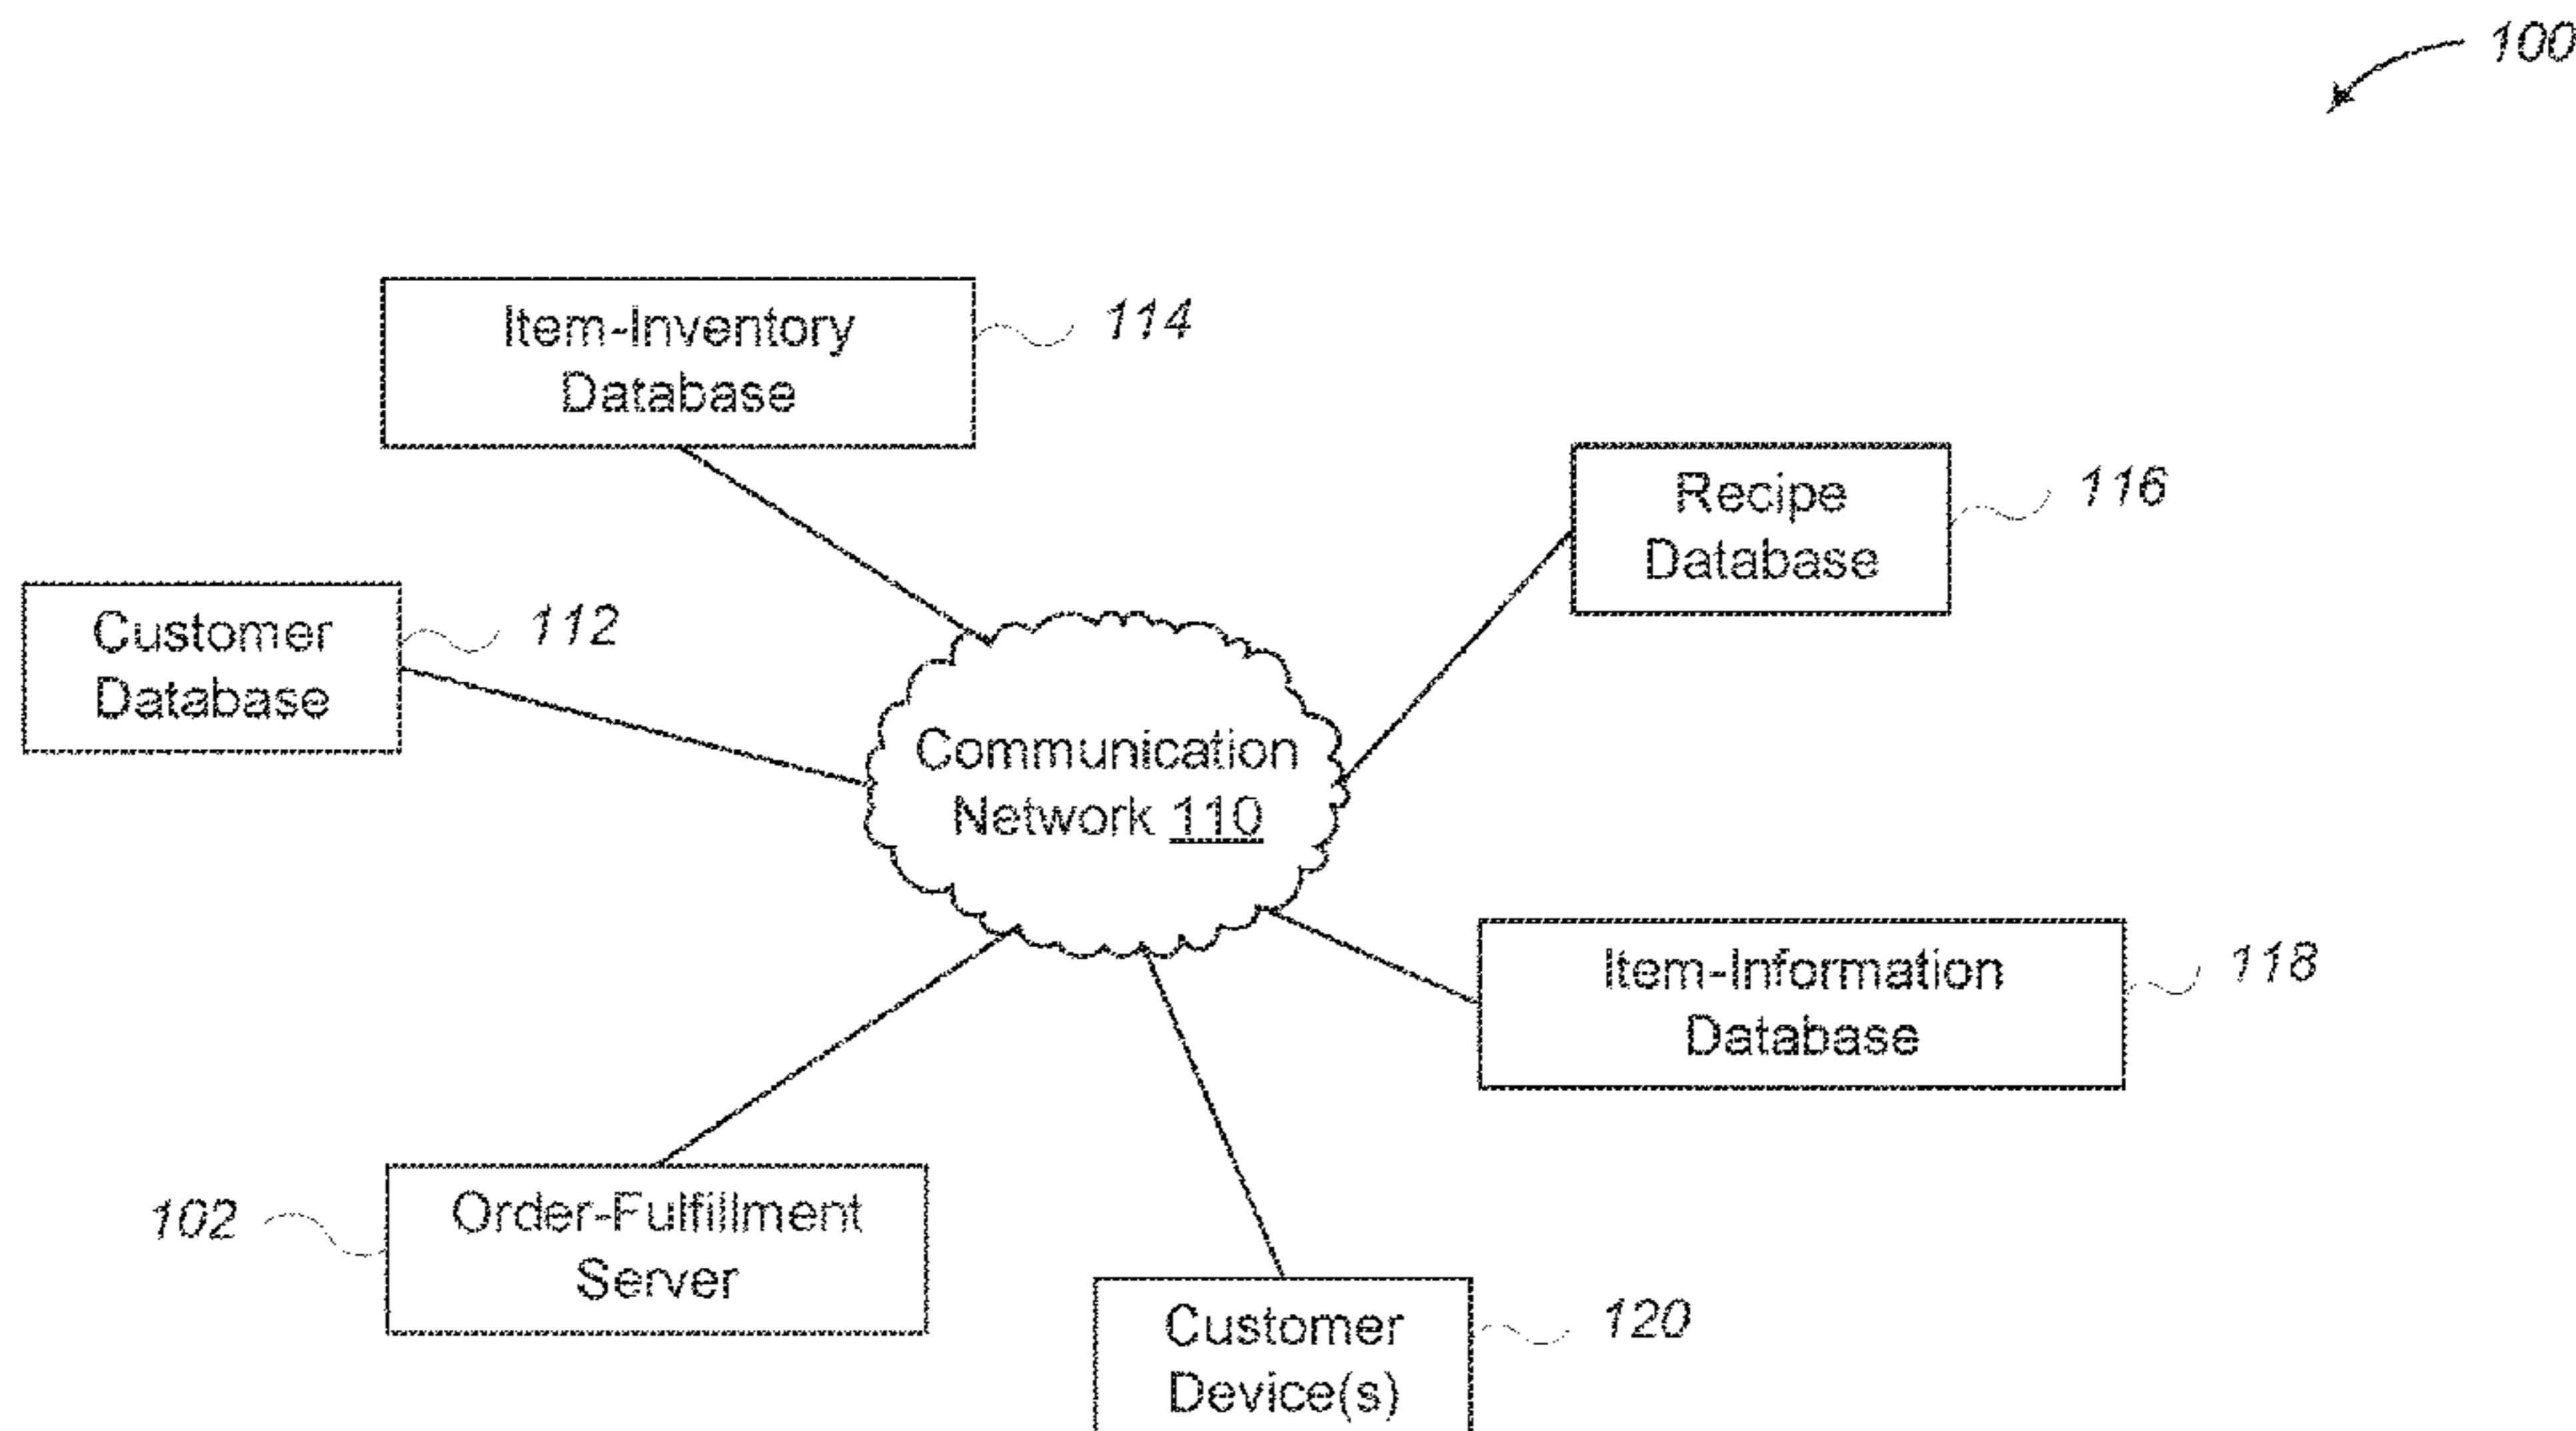 100
Item-Inventory
Database
114
Recipe
Database
116
Customer
Database
112
Communication
Network 110
Item-Information
Database
118
102
Order-Fulfillment
Server
Customer
Device(s)
120